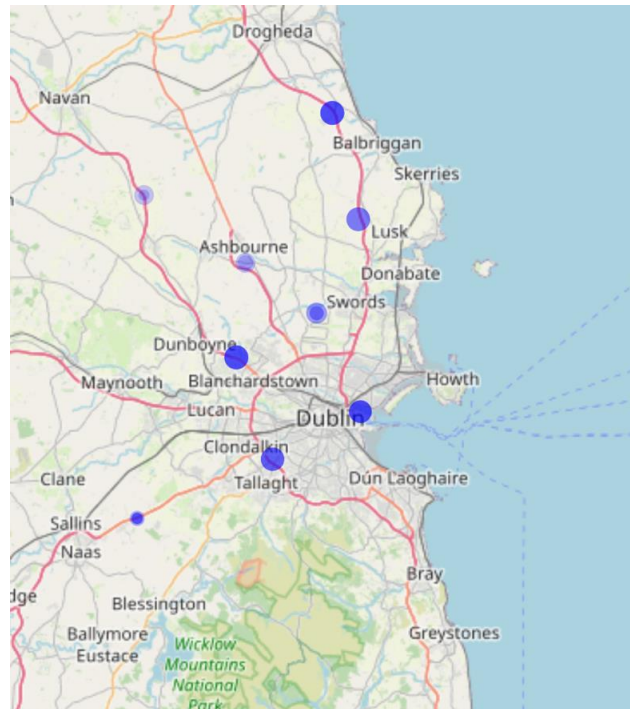 Drogheda
Navan
Balbriggan
Skerries
Ashbourne
Lusk
Donabate
Swords
Dunboyne
Maynooth
Blanchardstown
Howth
Lucan
Dublin
Clondalkin
Clane
Tallaght
Dún Laoghaire
Sallins
Naas
Bray
dge
Blessington
Ballymore
Eustace
Greystones
Wicklow
Mountains
National
Park